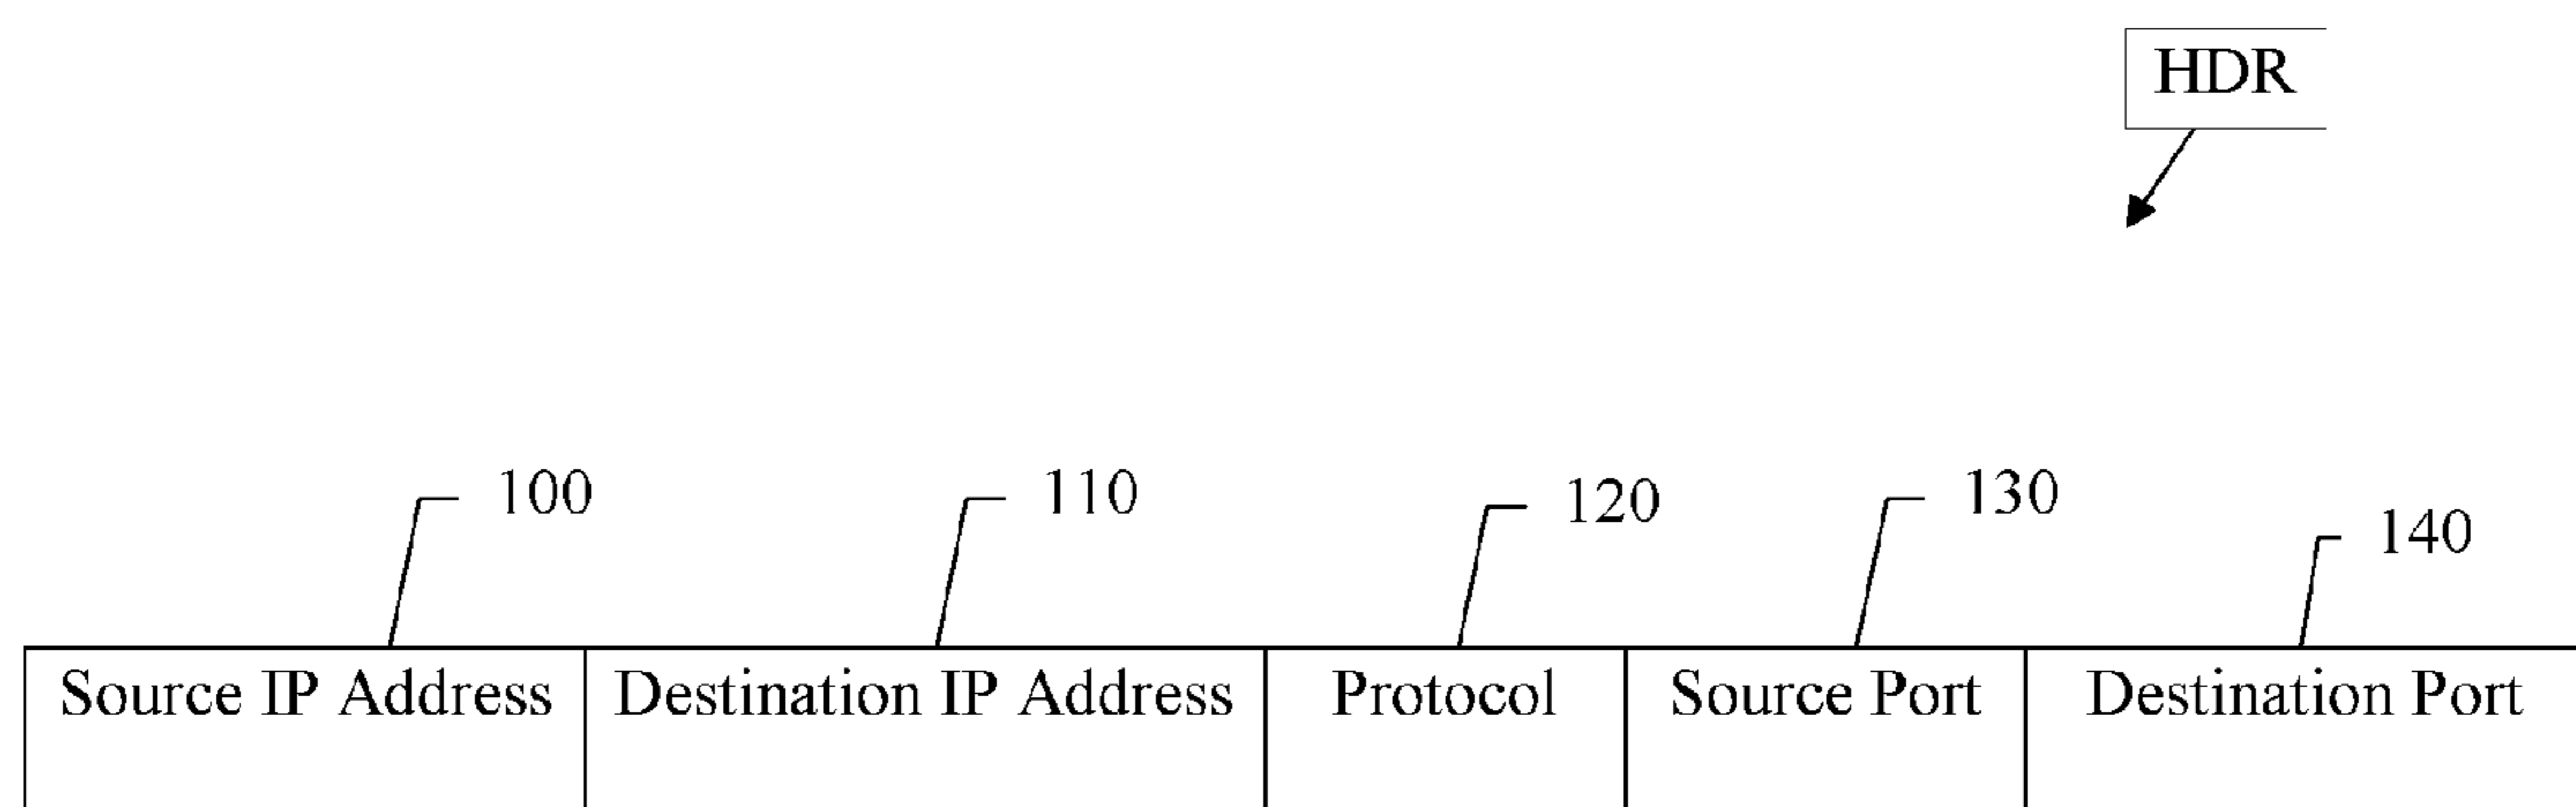 HDR
100 110 120 130 140
Source IP Address Destination IP Address Protocol Source Port Destination Port